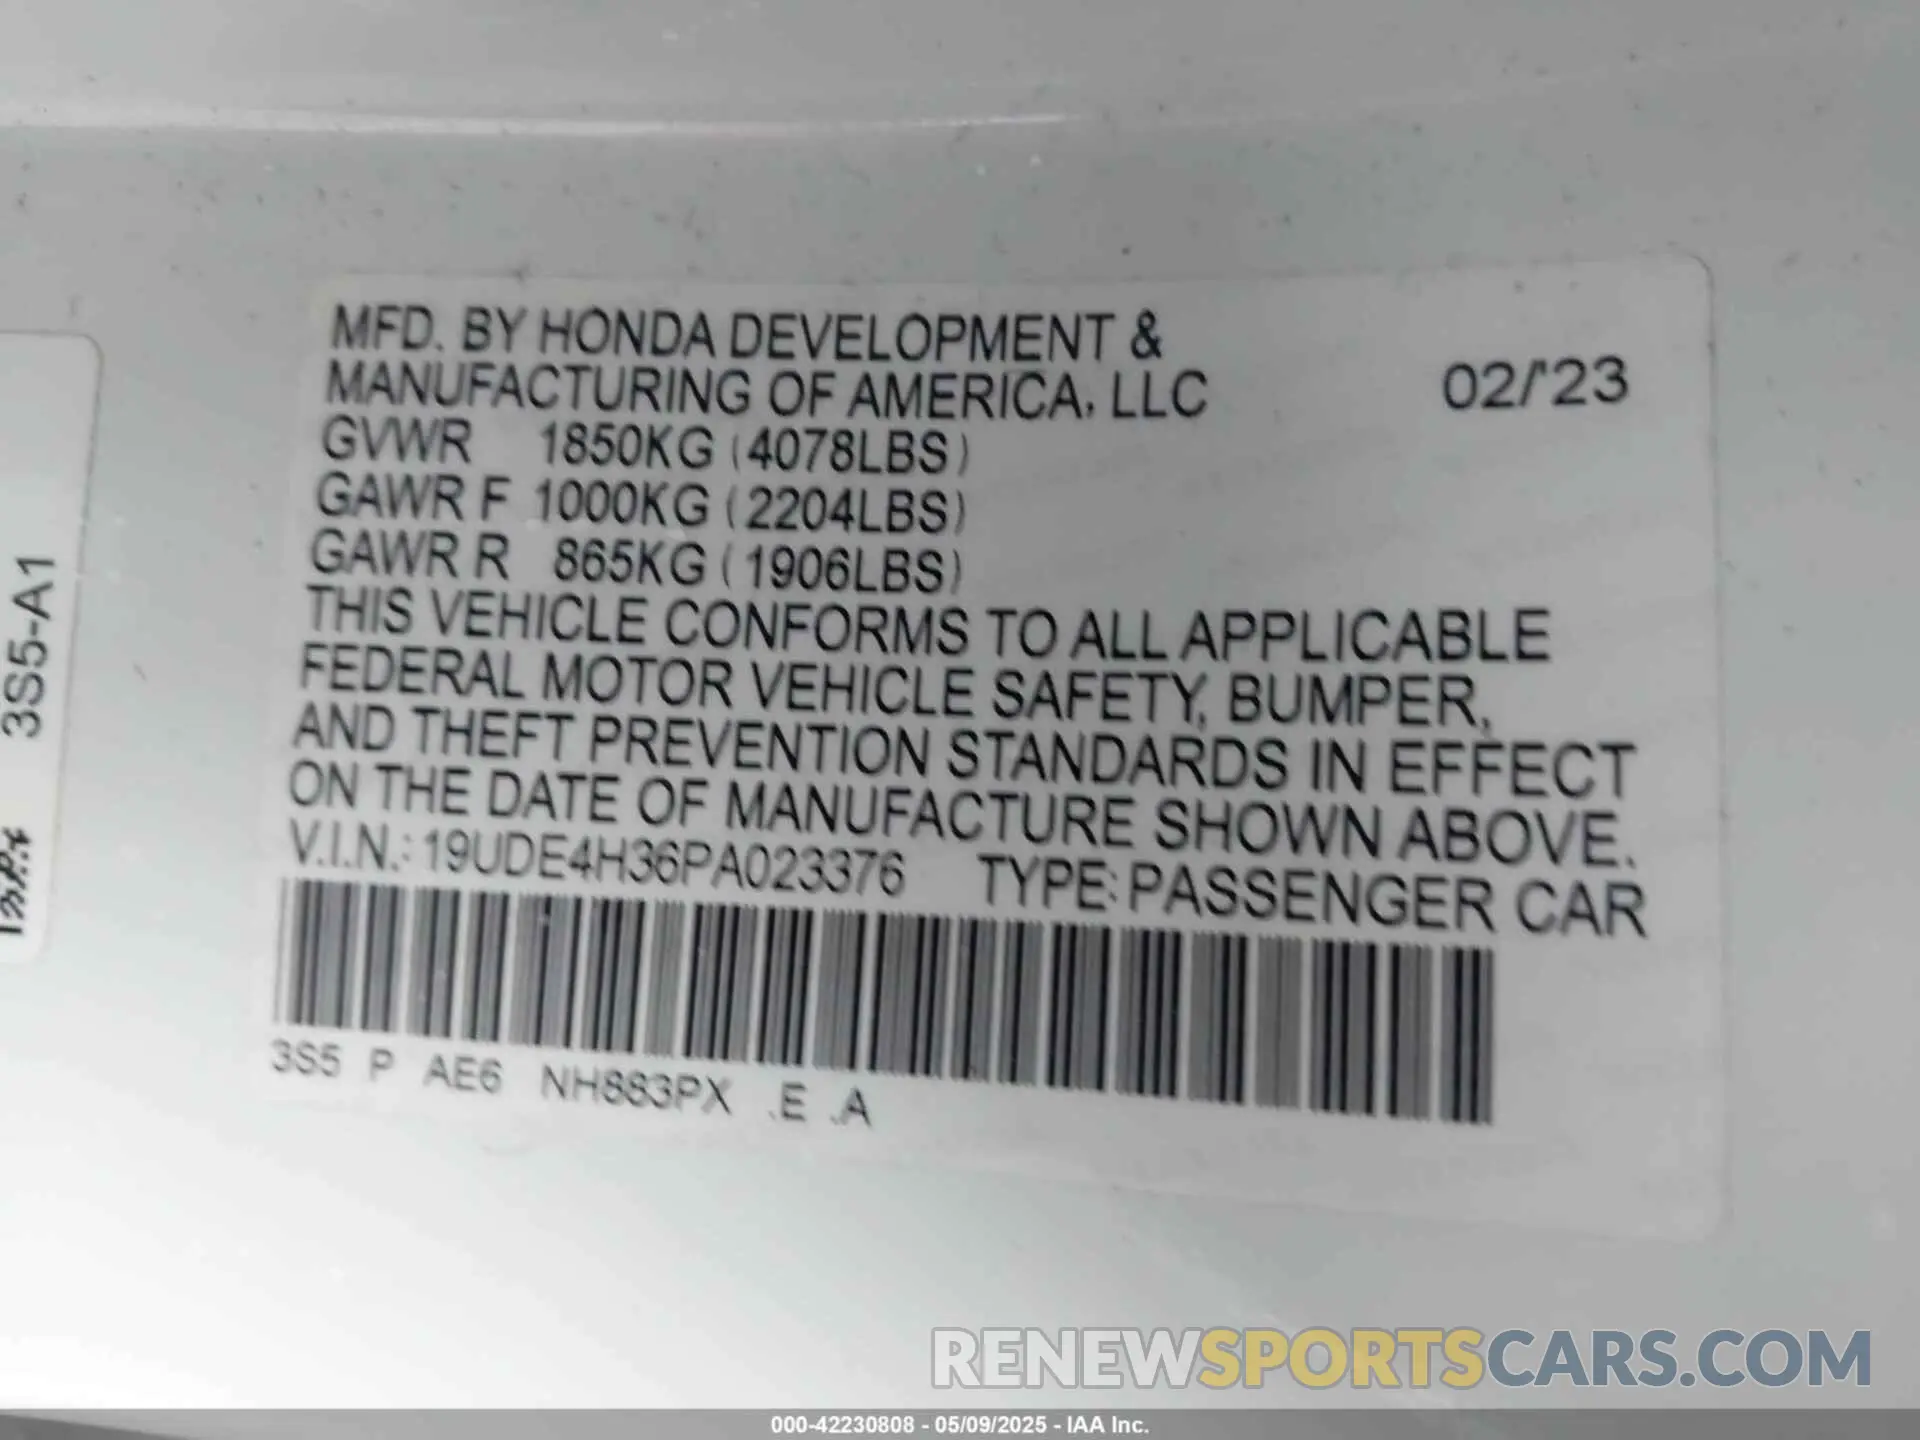 MFD. BY HONDA DEVELOPMENT &
MANUFACTURING OF AMERICA, LLC 02/'23
GVWR 1850KG (4078LBS)
GAWR F 1000KG (2204LBS)
GAWR R 865KG (1906LBS)
THIS VEHICLE CONFORMS TO ALL APPLICABLE
FEDERAL MOTOR VEHICLE SAFETY, BUMPER,
AND THEFT PREVENTION STANDARDS IN EFFECT
ON THE DATE OF MANUFACTURE SHOWN ABOVE.
V.I.N.: 19UDE4H36PA023376 TYPE: PASSENGER CAR
3S5 P AE6 NH883PX .E .A
3S5-A1
RENEWSPORTSCARS.COM
000-42230808 - 05/09/2025 - IAA Inc.